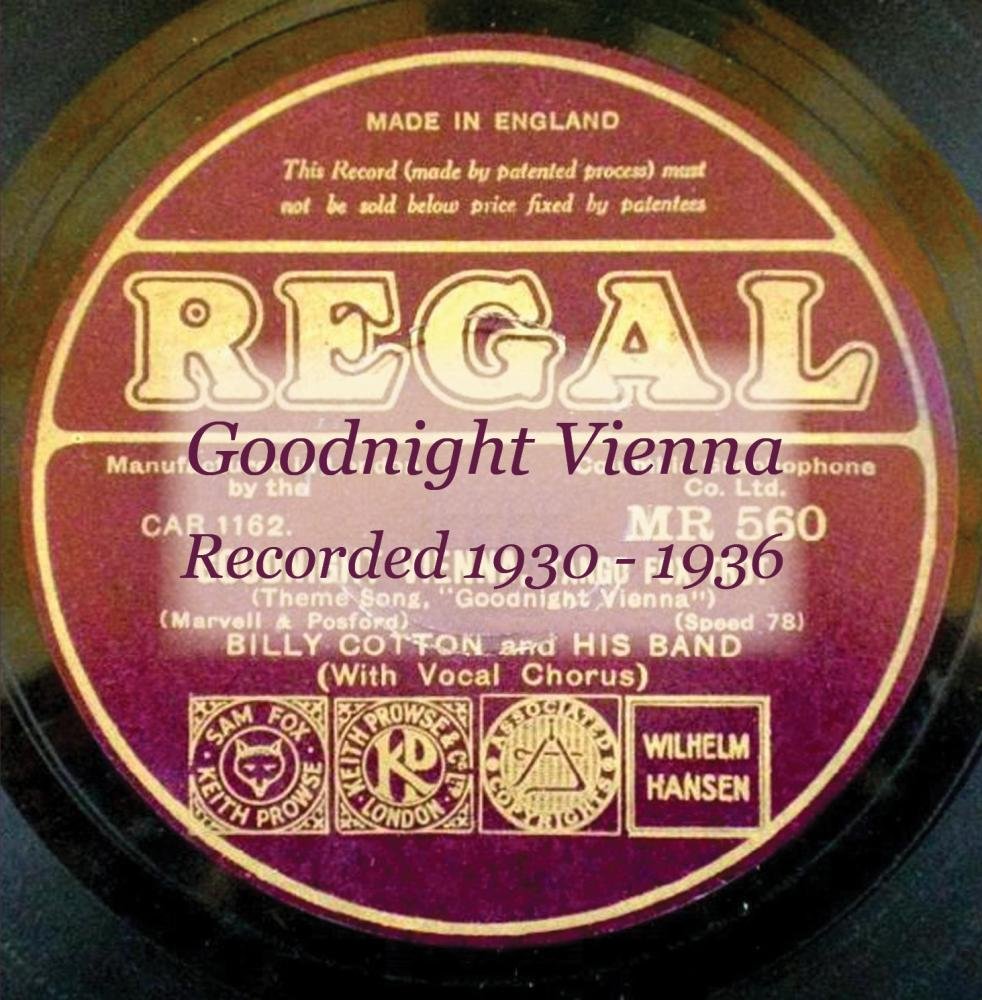 MADE IN ENGLAND
This Record (made by patented process) must
not be sold below price fixed by patentees
REGAL
Goodnight Vienna
Manuf ophone
by the Co. Ltd.
CAR 1162. MR 560
Recorded 1930 - 1936
(Theme Song, "Goodnight Vienna")
(Marvell & Posford) (Speed 78)
BILLY COTTON and HIS BAND
(With Vocal Chorus)
SAM FOX · KEITH PROWSE
KEITH PROWSE & Co Ltd · LONDON · KP
ASSOCIATED COPYRIGHTS
WILHELM
HANSEN